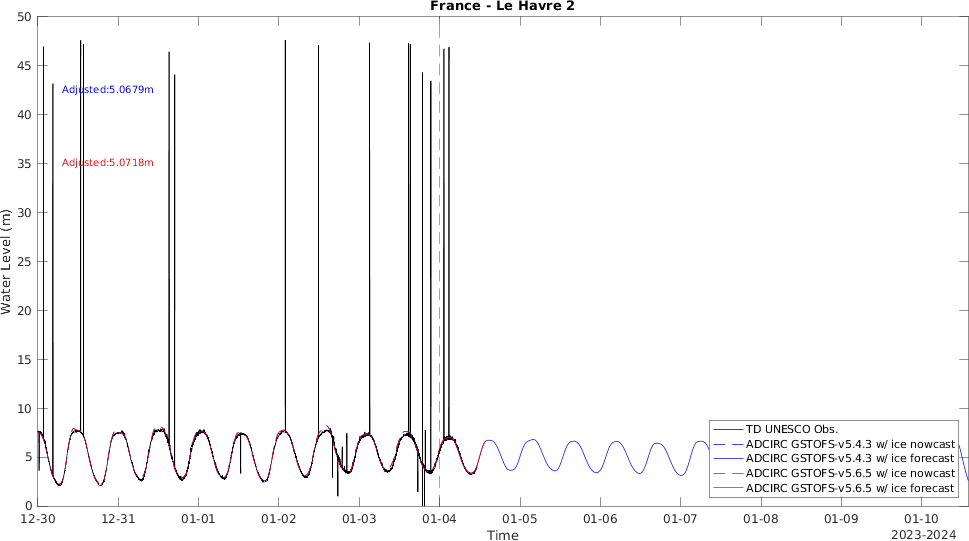 France - Le Havre 2
50
45
40
35
30
25
20
15
10
5
0
Water Level (m)
Adjusted:5.0679m
Adjusted:5.0718m
TD UNESCO Obs.
ADCIRC GSTOFS-v5.4.3 w/ ice nowcast
ADCIRC GSTOFS-v5.4.3 w/ ice forecast
ADCIRC GSTOFS-v5.6.5 w/ ice nowcast
ADCIRC GSTOFS-v5.6.5 w/ ice forecast
12-30 12-31 01-01 01-02 01-03 01-04 01-05 01-06 01-07 01-08 01-09 01-10
Time
2023-2024